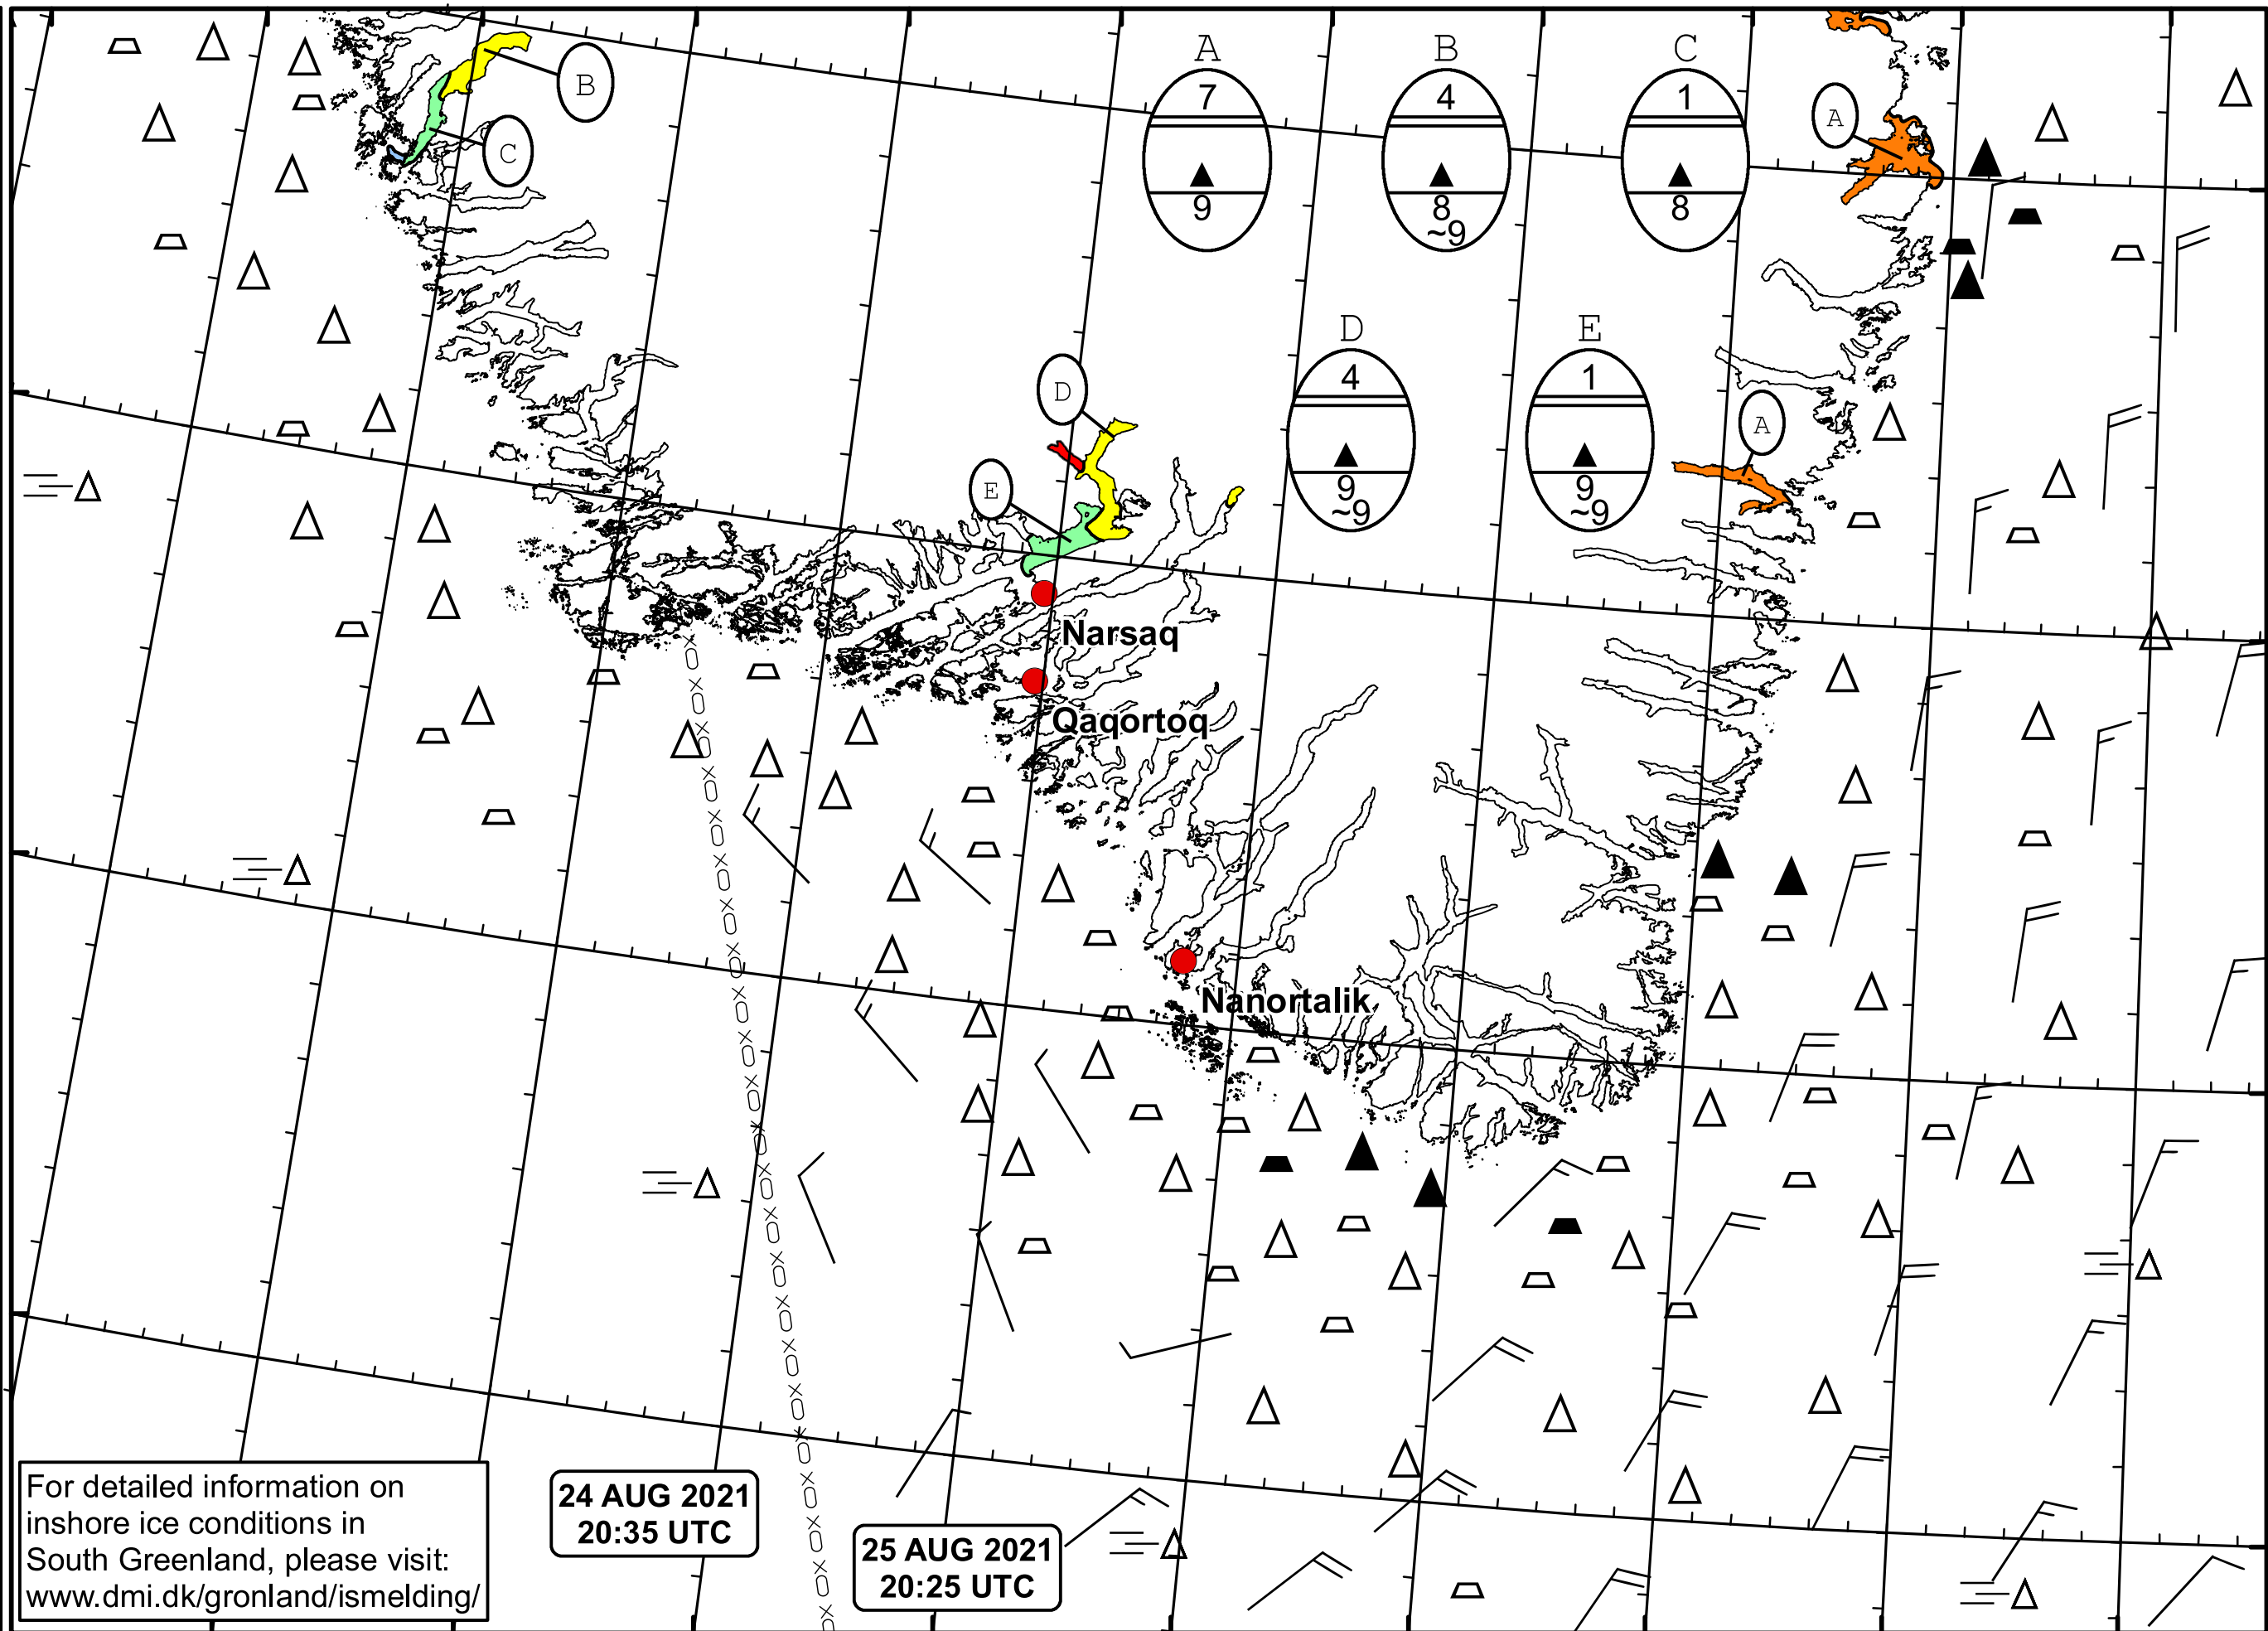 A
B
C
7
4
1
9
8
~9
8
B
C
A
D
E
4
1
9
~9
9
~9
D
E
A
Narsaq
Qaqortoq
Nanortalik
For detailed information on
inshore ice conditions in
South Greenland, please visit:
www.dmi.dk/gronland/ismelding/
24 AUG 2021
20:35 UTC
25 AUG 2021
20:25 UTC